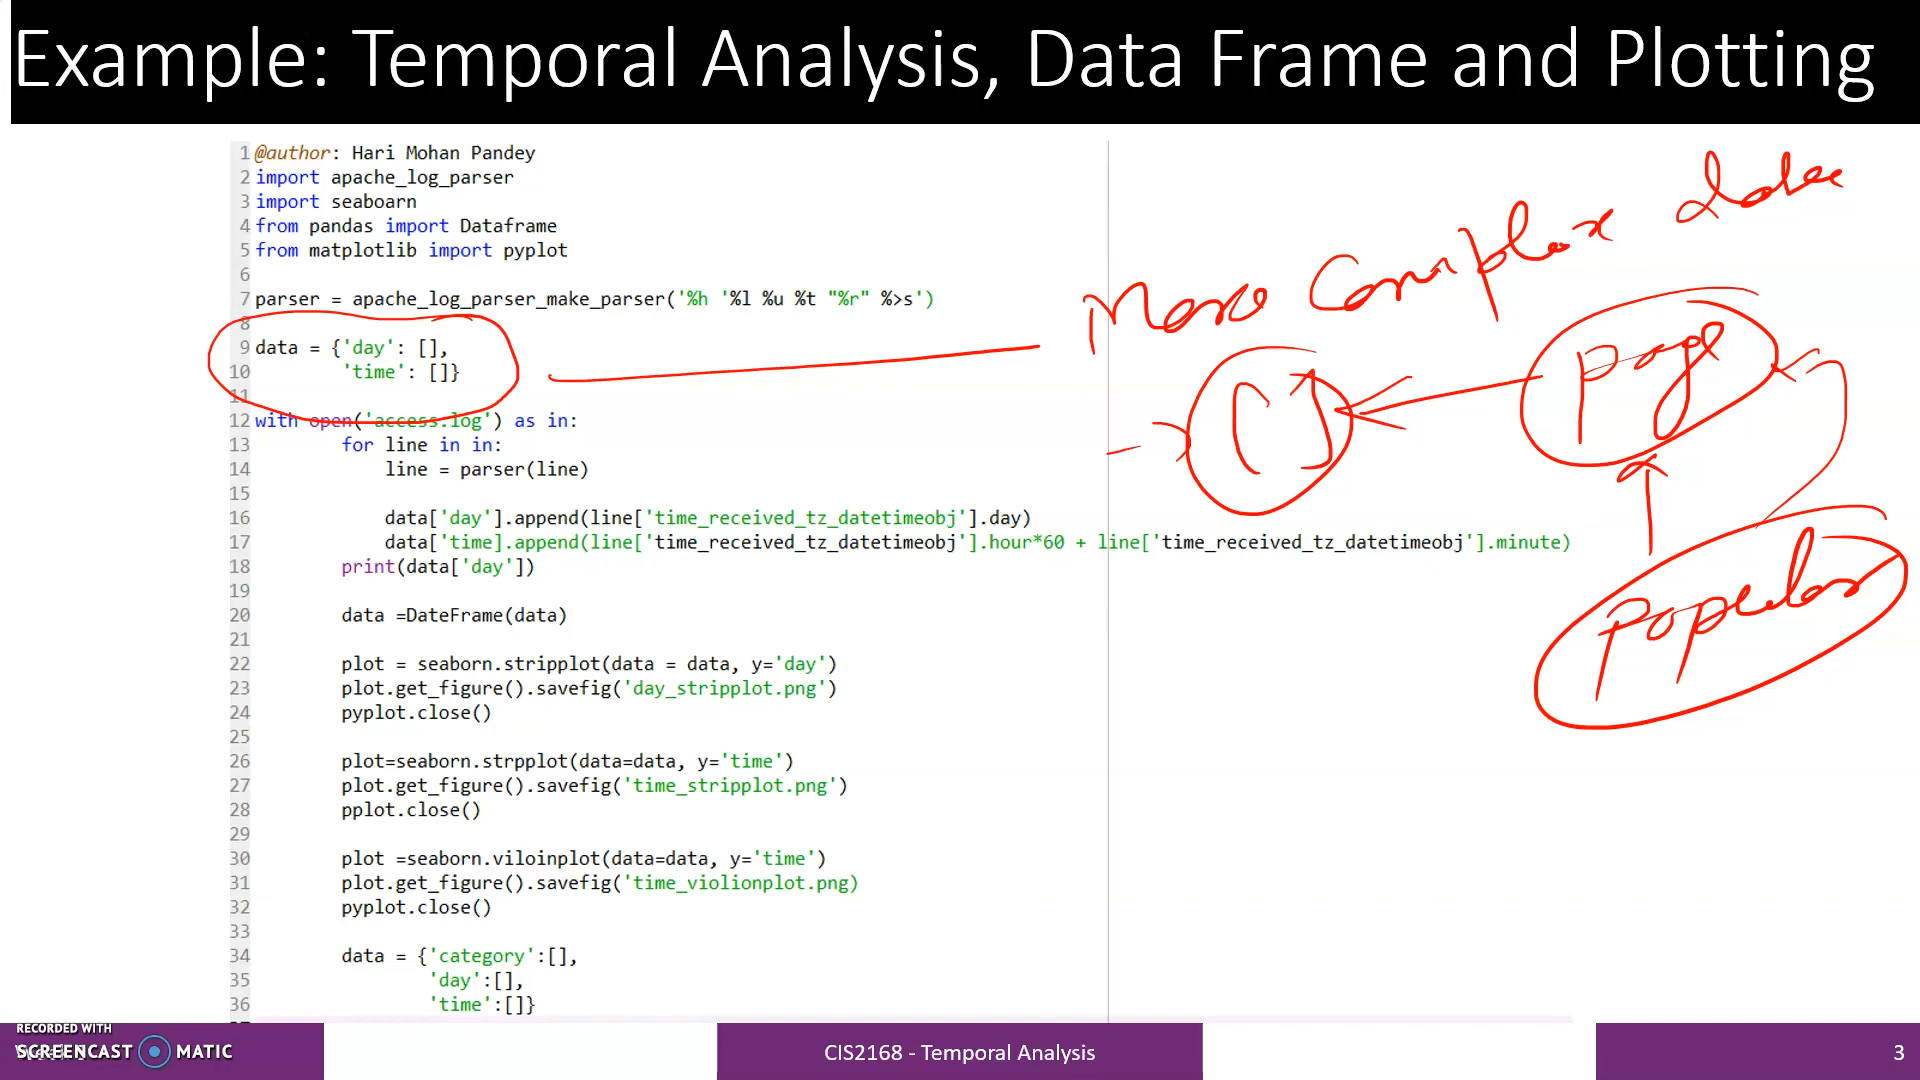 Example: Temporal Analysis, Data Frame and Plotting
1 @author: Hari Mohan Pandey
2 import apache_log_parser
3 import seaboarn
4 from pandas import Dataframe
5 from matplotlib import pyplot
6
7 parser = apache_log_parser_make_parser('%h '%l %u %t "%r" %>s')
8
9 data = {'day': [],
10 'time': []}
11
12 with open('access.log') as in:
13 for line in in:
14 line = parser(line)
15
16 data['day'].append(line['time_received_tz_datetimeobj'].day)
17 data['time].append(line['time_received_tz_datetimeobj'].hour*60 + line['time_received_tz_datetimeobj'].minute)
18 print(data['day'])
19
20 data =DateFrame(data)
21
22 plot = seaborn.stripplot(data = data, y='day')
23 plot.get_figure().savefig('day_stripplot.png')
24 pyplot.close()
25
26 plot=seaborn.strpplot(data=data, y='time')
27 plot.get_figure().savefig('time_stripplot.png')
28 pplot.close()
29
30 plot =seaborn.viloinplot(data=data, y='time')
31 plot.get_figure().savefig('time_violionplot.png)
32 pyplot.close()
33
34 data = {'category':[],
35 'day':[],
36 'time':[]}
More Complex
[]
page
Popular
RECORDED WITH
SCREENCAST MATIC
CIS2168 - Temporal Analysis
3